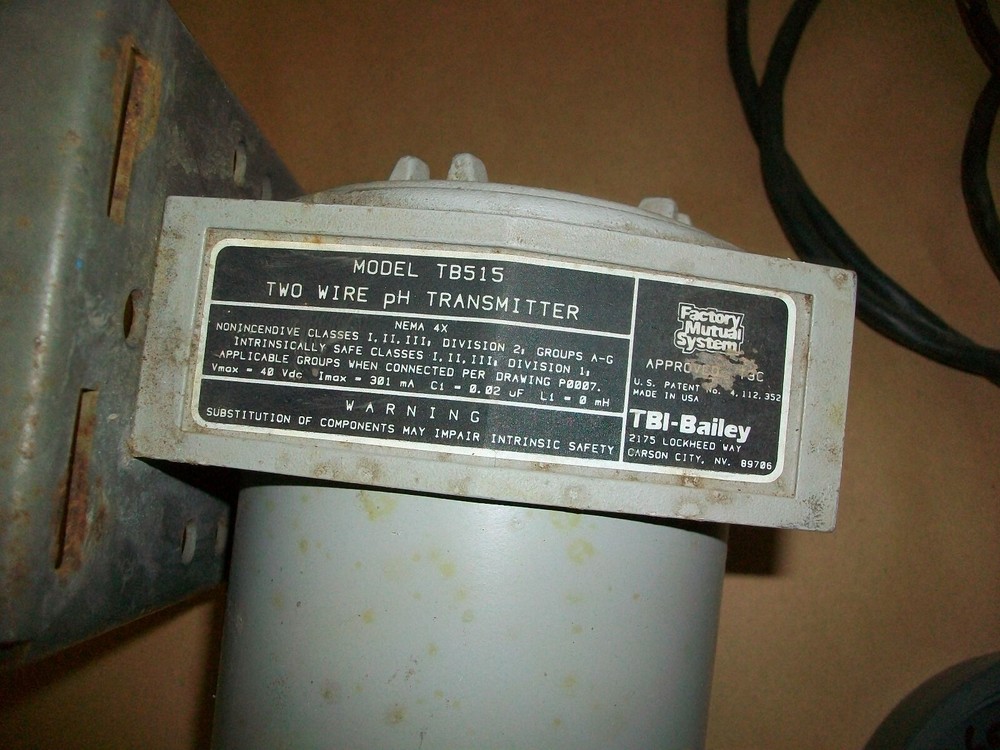 MODEL TB515
TWO WIRE pH TRANSMITTER
NEMA 4X
NONINCENDIVE CLASSES I,II,III; DIVISION 2; GROUPS A-G
INTRINSICALLY SAFE CLASSES I,II,III; DIVISION 1;
APPLICABLE GROUPS WHEN CONNECTED PER DRAWING P0007.
Vmax = 40 Vdc Imax = 301 mA Ci = 0.02 uF Li = 0 mH
WARNING
SUBSTITUTION OF COMPONENTS MAY IMPAIR INTRINSIC SAFETY
Factory
Mutual
System
APPROVED
U.S. PATENT No. 4,112,352
MADE IN USA
TBI-Bailey
2175 LOCKHEED WAY
CARSON CITY, NV. 89706